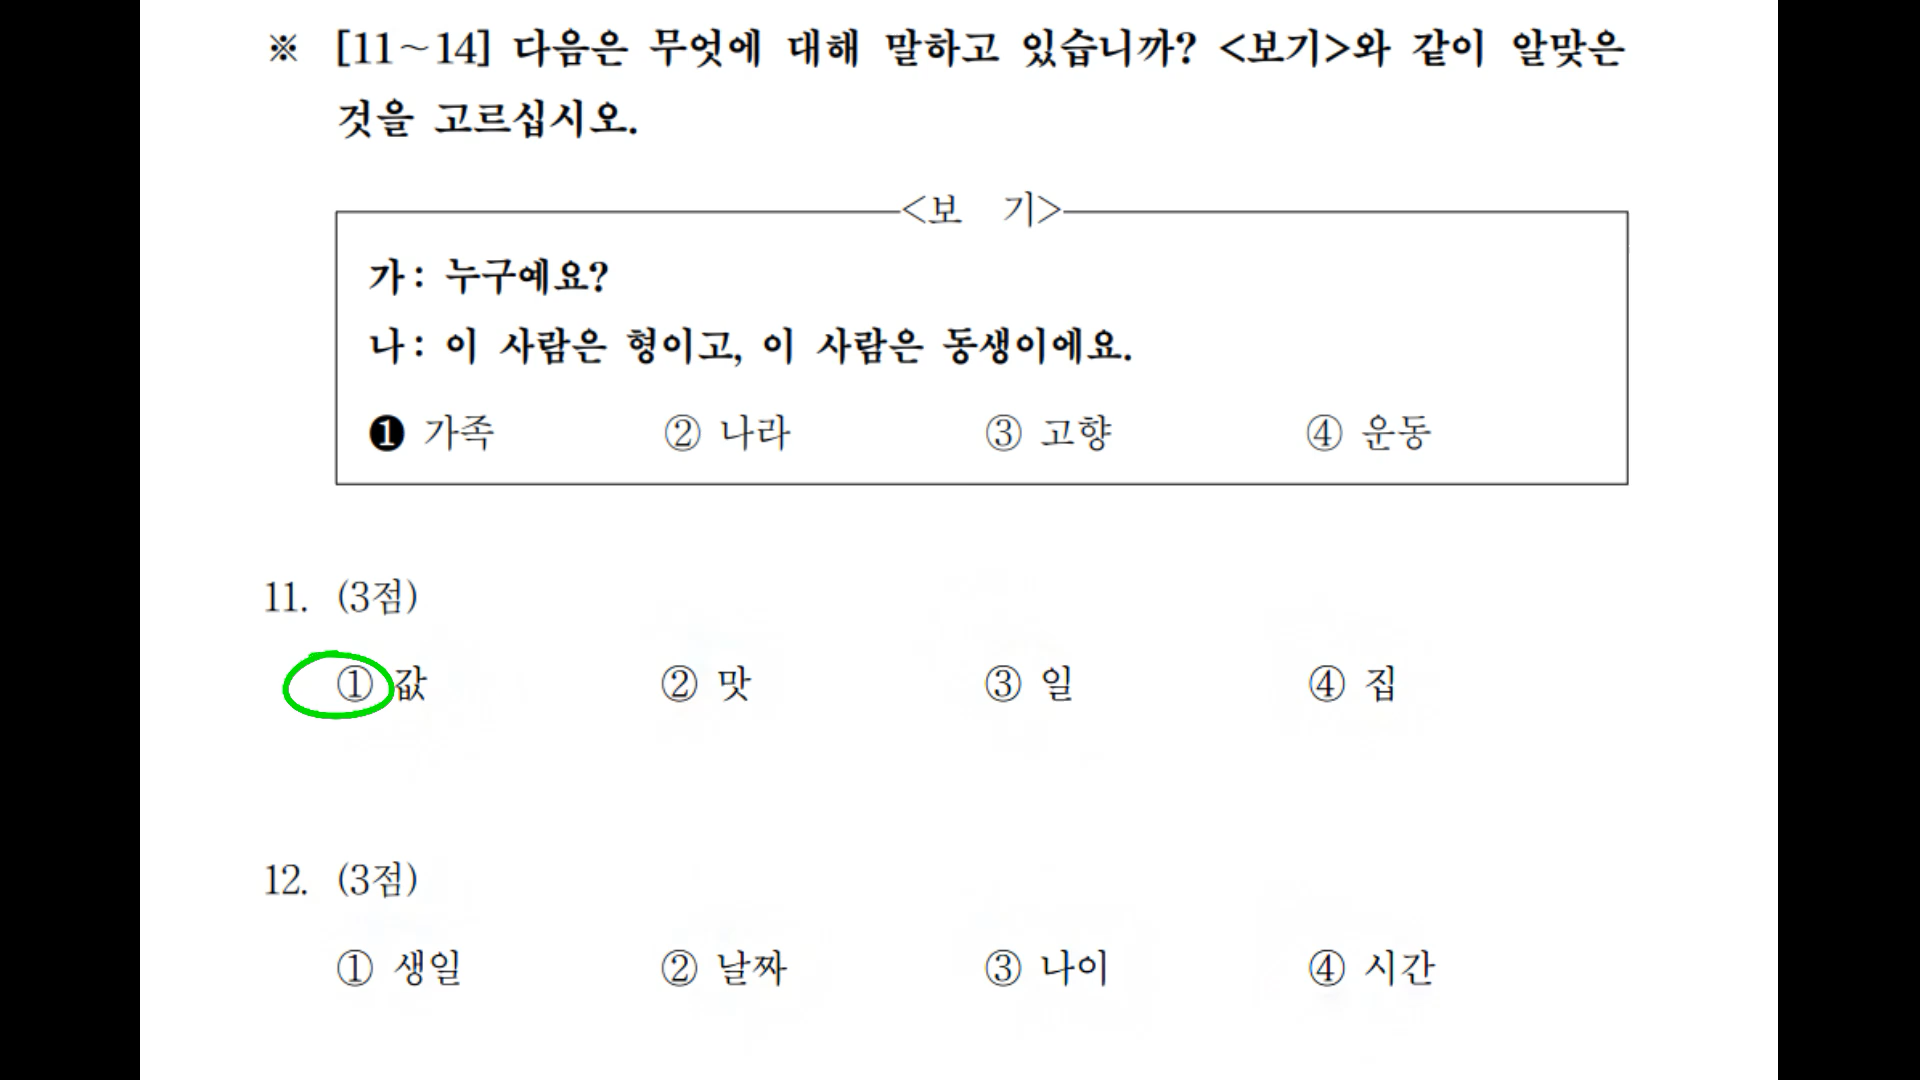 ※ [11～14] 다음은 무엇에 대해 말하고 있습니까? <보기>와 같이 알맞은
것을 고르십시오.
<보 기>
가: 누구예요?
나: 이 사람은 형이고, 이 사람은 동생이에요.
❶ 가족 ② 나라 ③ 고향 ④ 운동
11. (3점)
① 값 ② 맛 ③ 일 ④ 집
12. (3점)
① 생일 ② 날짜 ③ 나이 ④ 시간